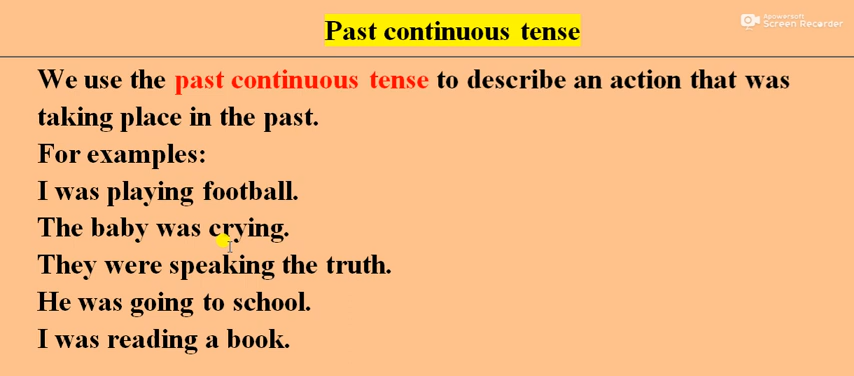 Past continuous tense
Apowersoft
Screen Recorder
We use the past continuous tense to describe an action that was
taking place in the past.
For examples:
I was playing football.
The baby was crying.
They were speaking the truth.
He was going to school.
I was reading a book.